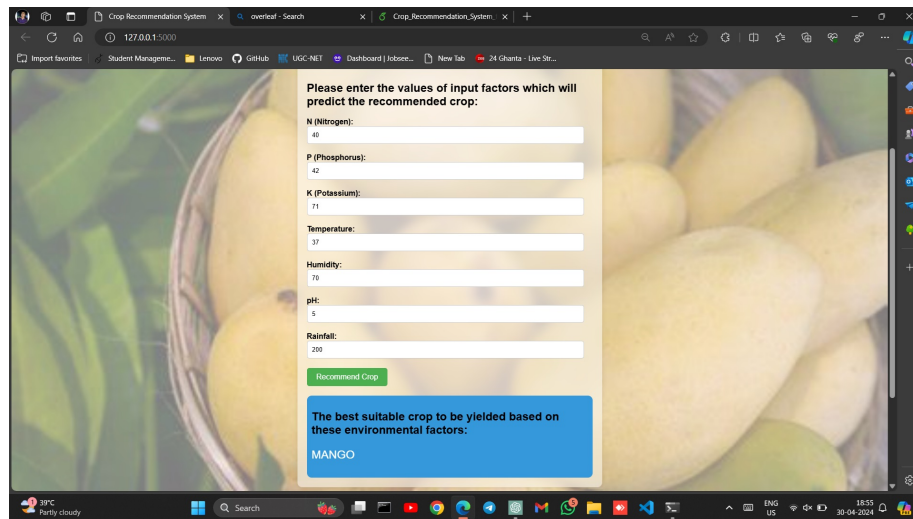 Crop Recommendation System
overleaf - Search
Crop_Recommendation_System_
127.0.0.1:5000
Import favorites
Student Manageme...
Lenovo
GitHub
UGC-NET
Dashboard | Jobsee...
New Tab
24 Ghanta - Live Str...
Please enter the values of input factors which will
predict the recommended crop:
N (Nitrogen):
40
P (Phosphorus):
42
K (Potassium):
71
Temperature:
37
Humidity:
70
pH:
5
Rainfall:
200
Recommend Crop
The best suitable crop to be yielded based on
these environmental factors:
MANGO
39°C
Partly cloudy
Search
ENG
US
18:55
30-04-2024